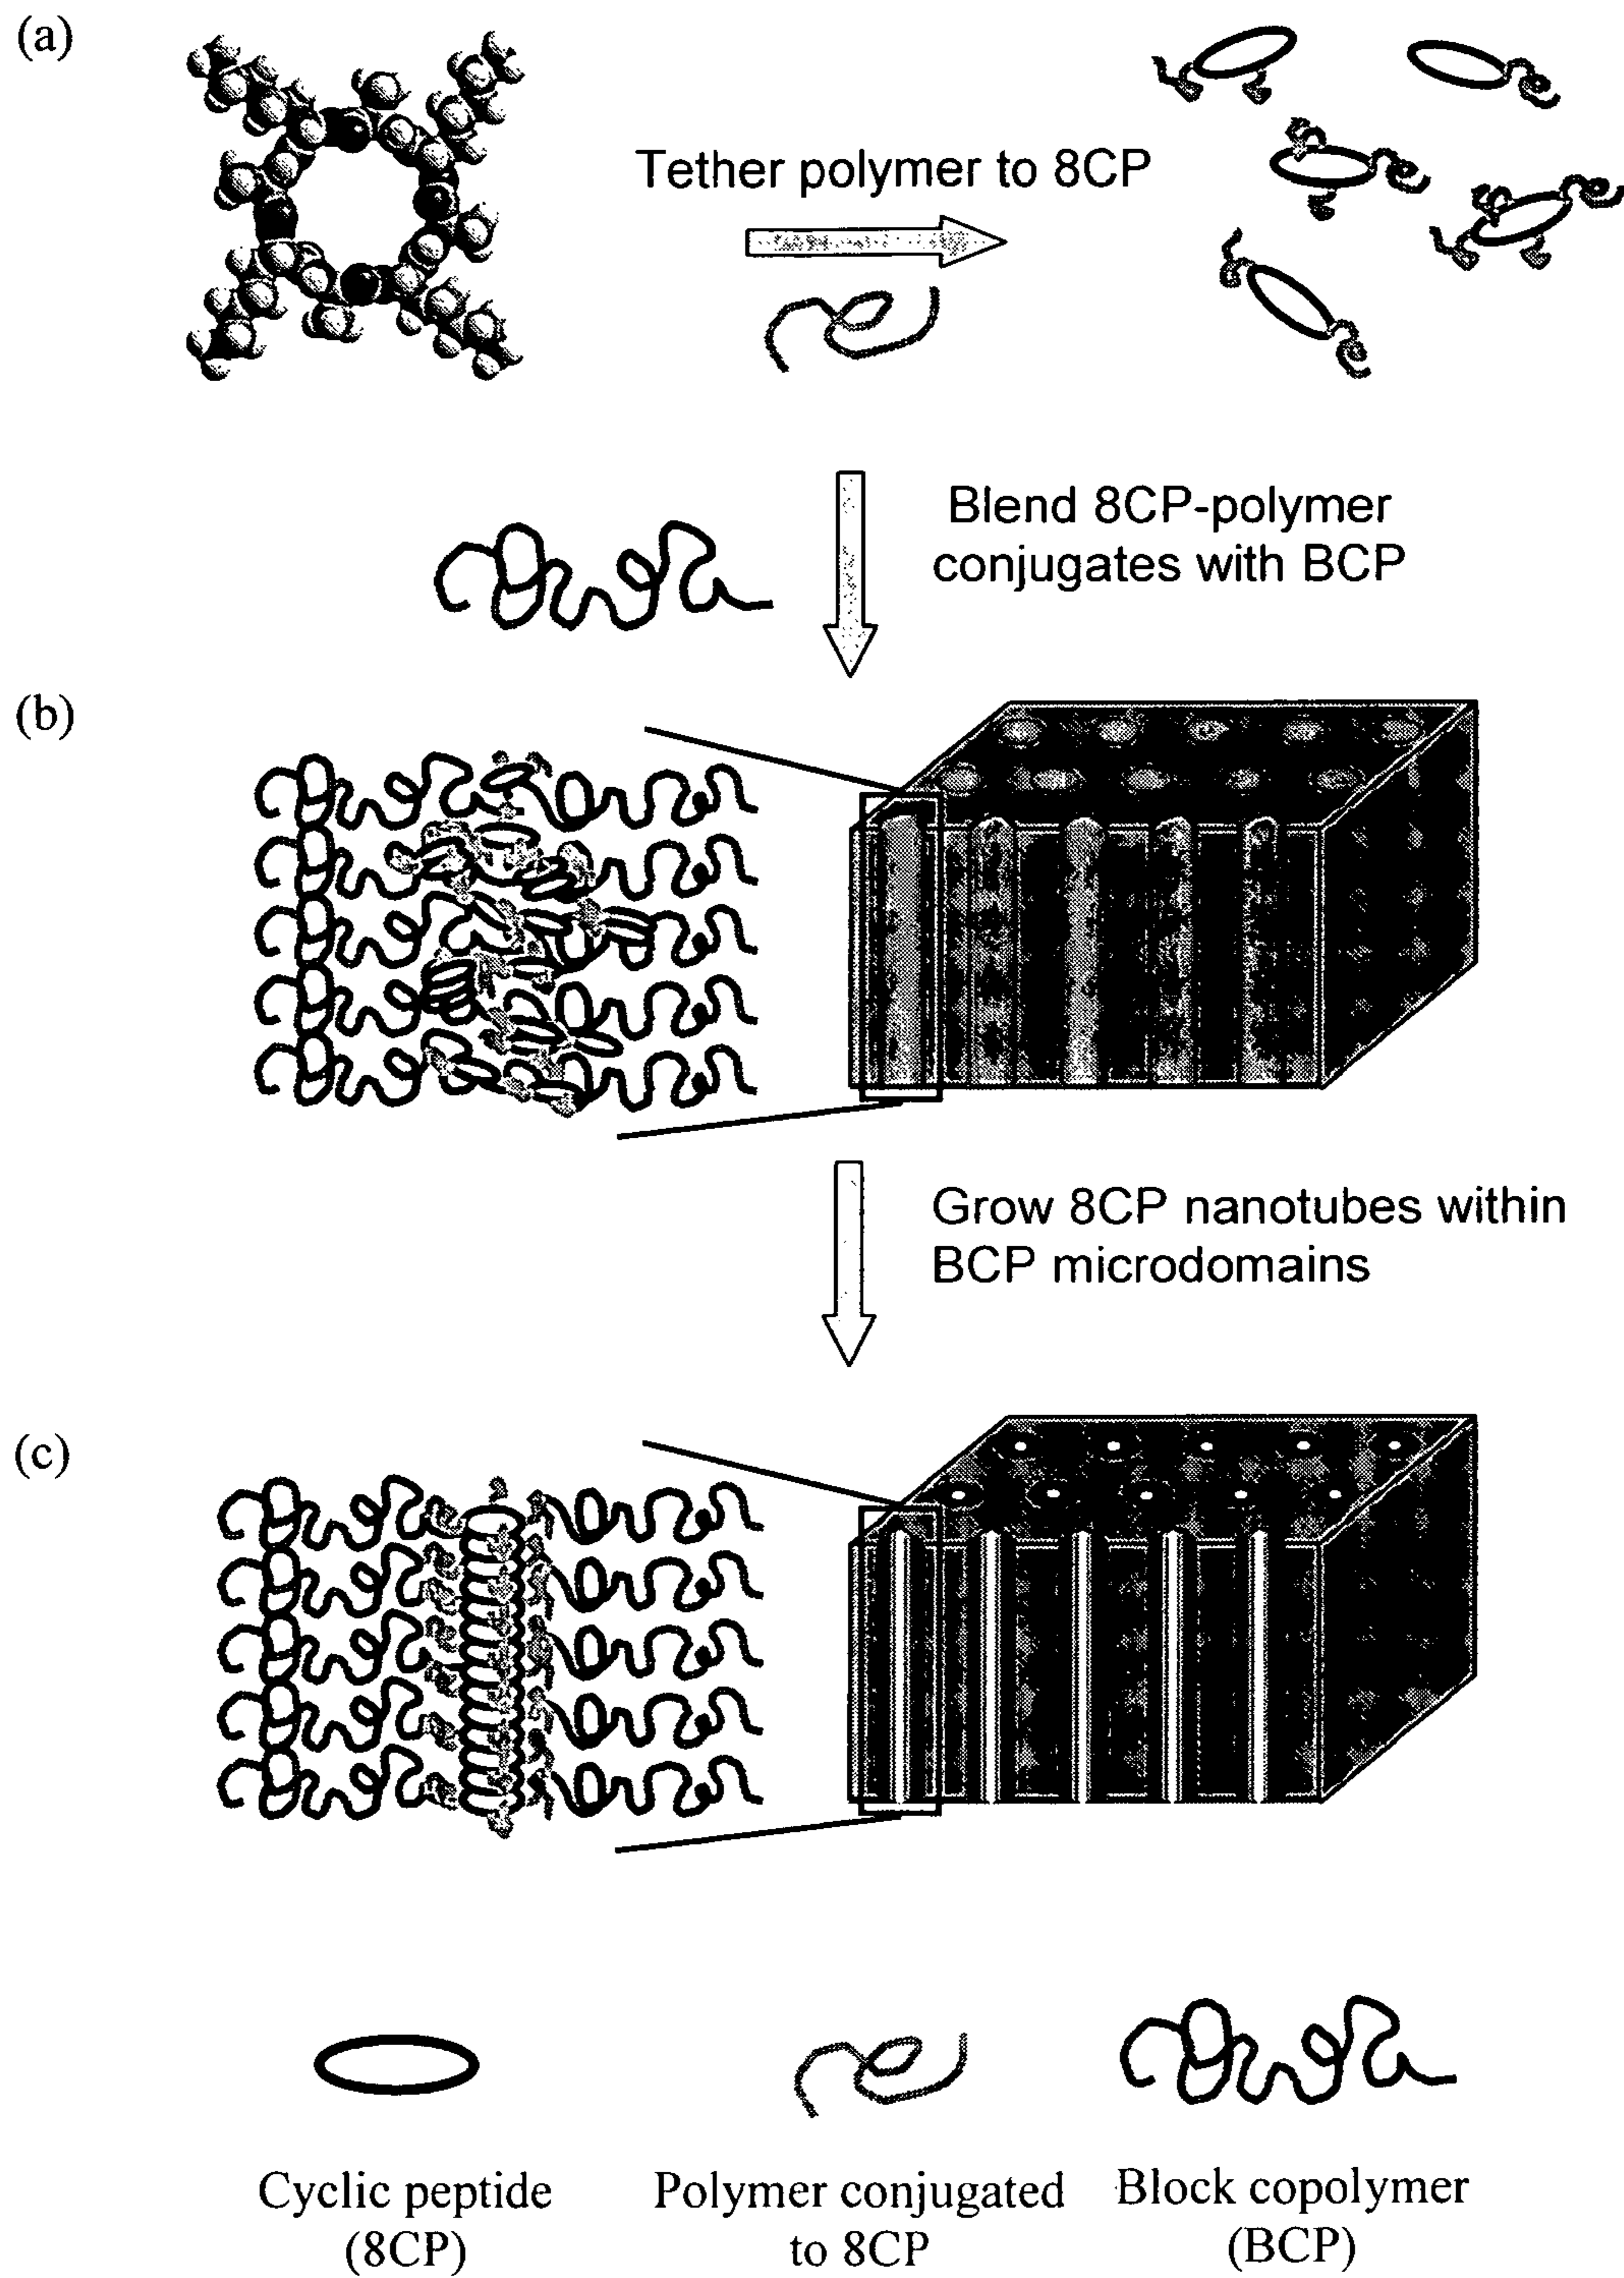 (a)
Tether polymer to 8CP
Blend 8CP-polymer
conjugates with BCP
(b)
Grow 8CP nanotubes within
BCP microdomains
(c)
Cyclic peptide
(8CP)
Polymer conjugated
to 8CP
Block copolymer
(BCP)